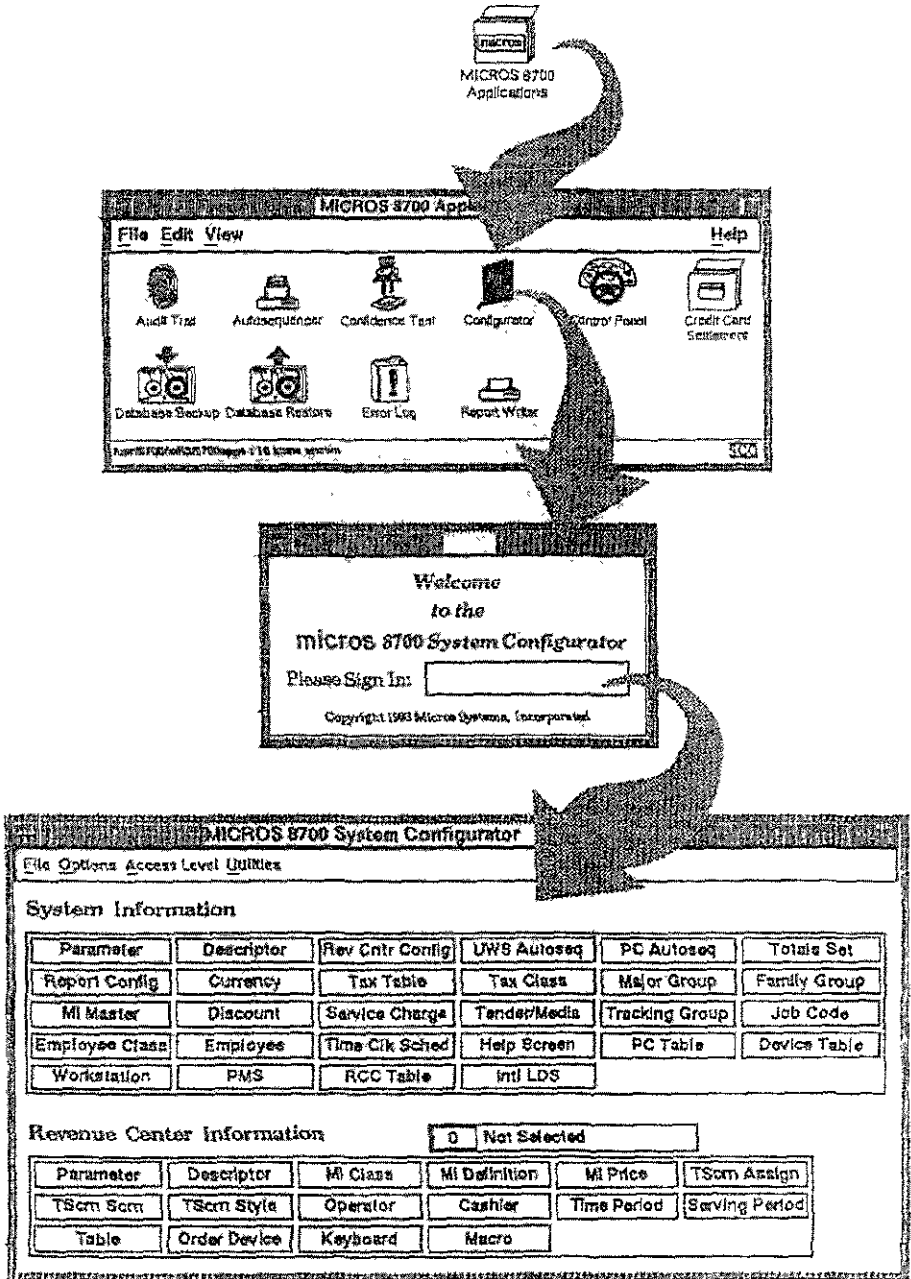 micros
MICROS 8700
Applications
MICROS 8700 Appl
File Edit View Help
Audit Trail Autosequencer Confidence Test Configurator Control Panel Credit Card
Settlement
Database Backup Database Restore Error Log Report Writer
SCO
Welcome
to the
micros 8700 System Configurator
Please Sign In:
Copyright 1993 Micros Systems, Incorporated
MICROS 8700 System Configurator
File Options Access Level Utilities
System Information
Parameter Descriptor Rev Cntr Config UWS Autoseq PC Autoseq Totals Set
Report Config Currency Tax Table Tax Class Major Group Family Group
MI Master Discount Service Charge Tender/Media Tracking Group Job Code
Employee Class Employee Time Clk Sched Help Screen PC Table Device Table
Workstation PMS RCC Table Intl LDS
Revenue Center Information 0 Not Selected
Parameter Descriptor MI Class MI Definition MI Price TScrn Assign
TScrn Scrn TScrn Style Operator Cashier Time Period Serving Period
Table Order Device Keyboard Macro